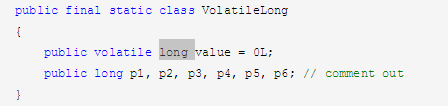 public final static class VolatileLong
{
    public volatile long value = 0L;
    public long p1, p2, p3, p4, p5, p6; // comment out
}